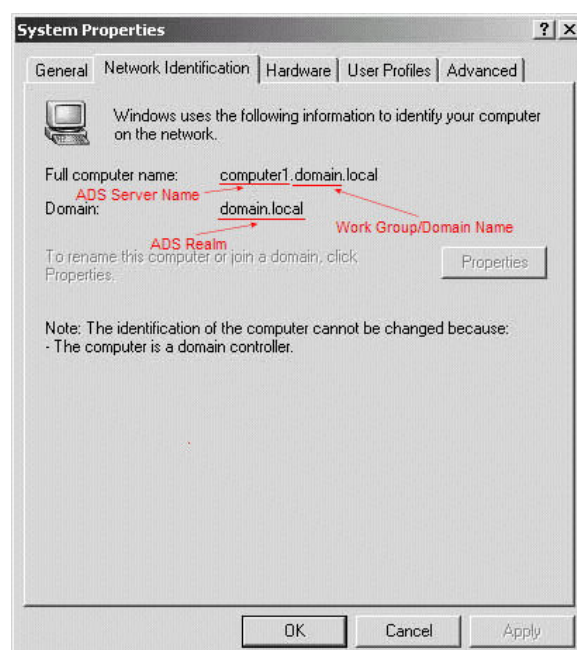 System Properties
General Network Identification Hardware User Profiles Advanced
Windows uses the following information to identify your computer
on the network.
Full computer name: computer1.domain.local
ADS Server Name
Domain: domain.local
Work Group/Domain Name
ADS Realm
To rename this computer or join a domain, click
Properties.
Properties
Note: The identification of the computer cannot be changed because:
- The computer is a domain controller.
OK Cancel Apply